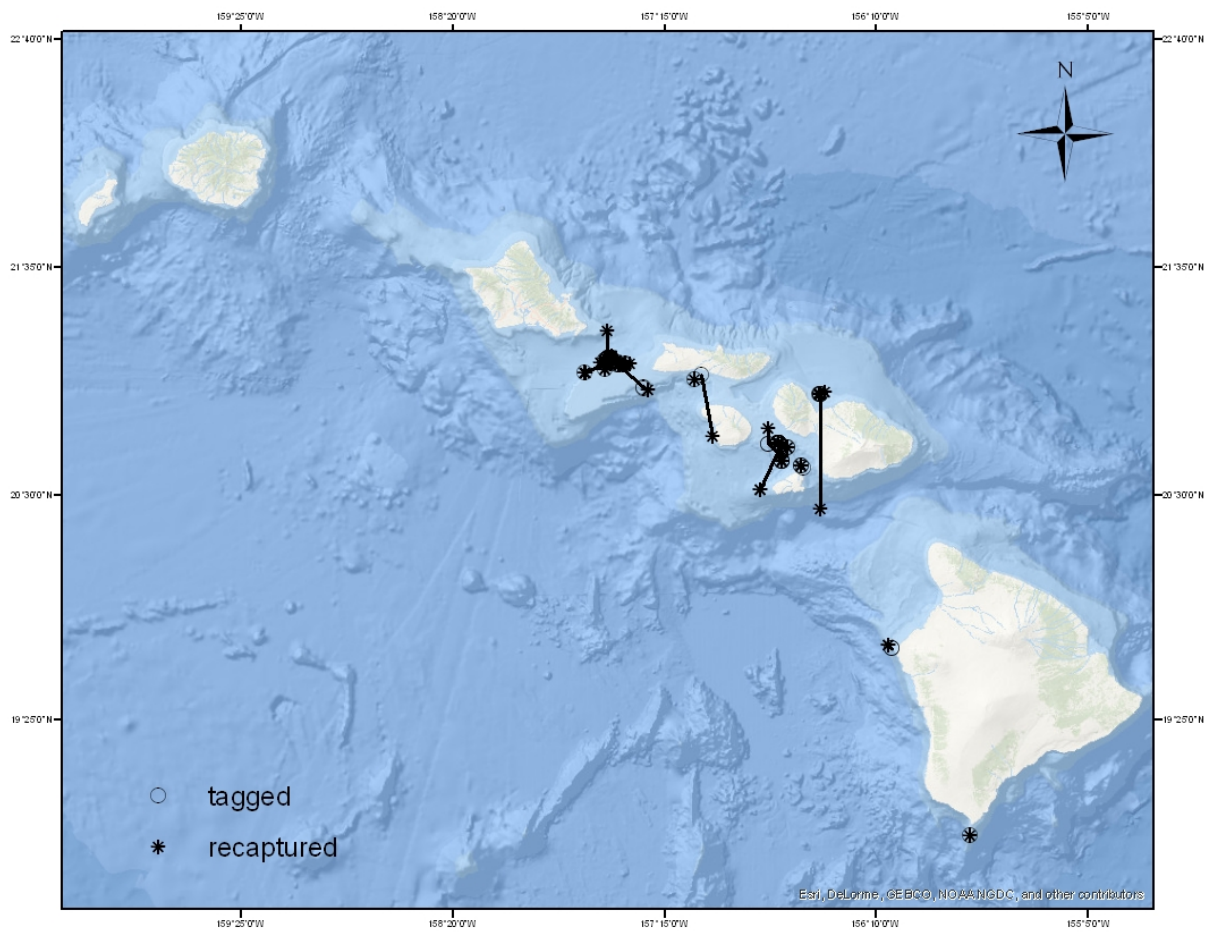 159°25'0"W 158°20'0"W 157°15'0"W 156°10'0"W 155°5'0"W
22°40'0"N 22°40'0"N
N
21°35'0"N 21°35'0"N
20°30'0"N 20°30'0"N
19°25'0"N 19°25'0"N
tagged
recaptured
Esri, DeLorme, GEBCO, NOAA NGDC, and other contributors
159°25'0"W 158°20'0"W 157°15'0"W 156°10'0"W 155°5'0"W